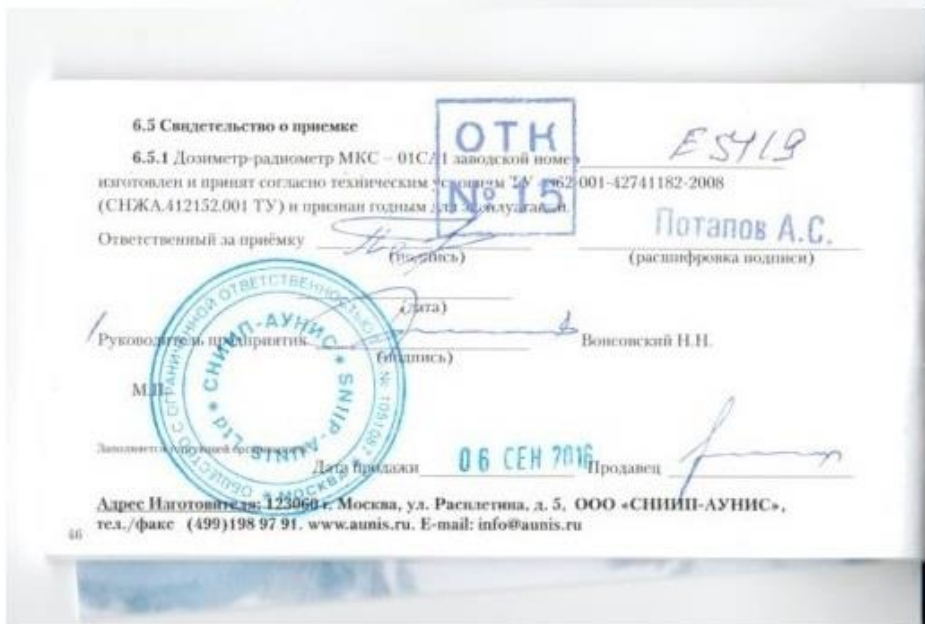 6.5 Свидетельство о приемке
ОТК
№ 15
6.5.1 Дозиметр-радиометр МКС – 01СА1 заводской номер E5419
изготовлен и принят согласно техническим условиям ТУ 4362-001-42741182-2008
(СНЖА.412152.001 ТУ) и признан годным для эксплуатации.
Ответственный за приёмку
Потапов А.С.
(подпись) (расшифровка подписи)
(дата)
Руководитель предприятия Вонсовский Н.Н.
(подпись)
М.П.
ОБЩЕСТВО С ОГРАНИЧЕННОЙ ОТВЕТСТВЕННОСТЬЮ
МОСКВА
СНИИП-АУНИС * SNIIP-AUNIS Ltd *
Дата продажи 06 СЕН 2016 Продавец
Адрес Изготовителя: 123060 г. Москва, ул. Расплетина, д. 5, ООО «СНИИП-АУНИС»,
тел./факс (499)198 97 91. www.aunis.ru. E-mail: info@aunis.ru
46